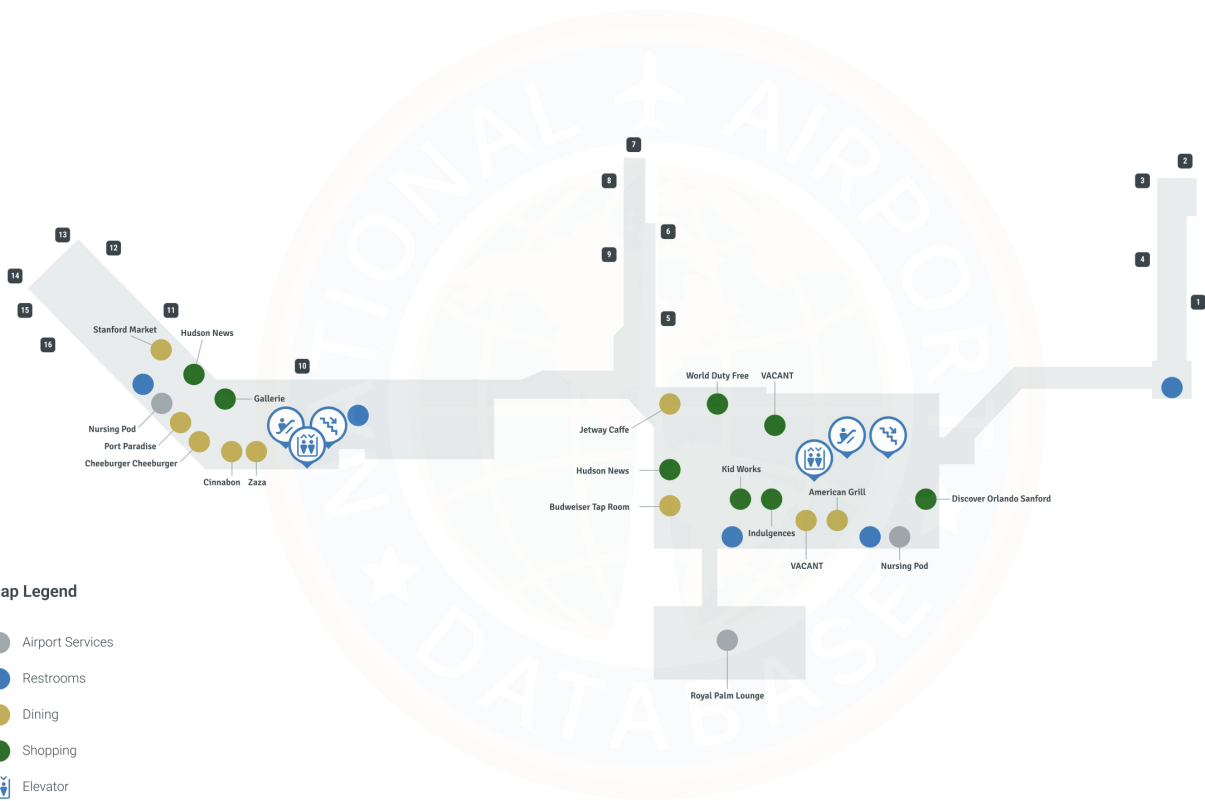 NATIONAL AIRPORT
DATABASE
7
2
8
3
6
13
12
9
4
14
1
15
11
5
16
Stanford Market
Hudson News
10
World Duty Free
VACANT
Gallerie
Jetway Caffe
Nursing Pod
Port Paradise
Cheeburger Cheeburger
Hudson News
Kid Works
Cinnabon
Zaza
American Grill
Discover Orlando Sanford
Budweiser Tap Room
Indulgences
VACANT
Nursing Pod
ap Legend
Airport Services
Restrooms
Royal Palm Lounge
Dining
Shopping
Elevator